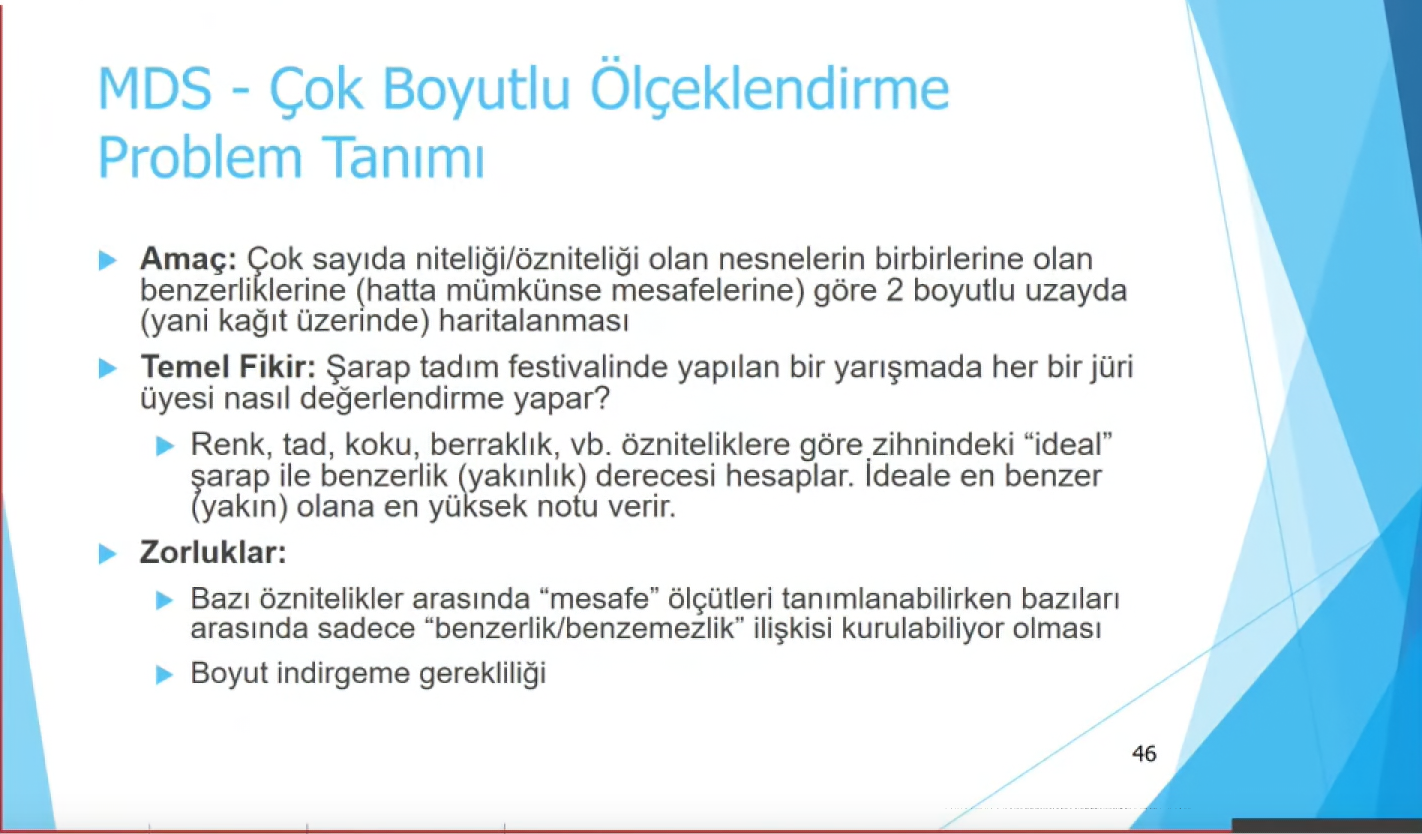 MDS - Çok Boyutlu Ölçeklendirme
Problem Tanımı
Amaç: Çok sayıda niteliği/özniteliği olan nesnelerin birbirlerine olan
benzerliklerine (hatta mümkünse mesafelerine) göre 2 boyutlu uzayda
(yani kağıt üzerinde) haritalanması
Temel Fikir: Şarap tadım festivalinde yapılan bir yarışmada her bir jüri
üyesi nasıl değerlendirme yapar?
Renk, tad, koku, berraklık, vb. özniteliklere göre zihnindeki “ideal”
şarap ile benzerlik (yakınlık) derecesi hesaplar. İdeale en benzer
(yakın) olana en yüksek notu verir.
Zorluklar:
Bazı öznitelikler arasında “mesafe” ölçütleri tanımlanabilirken bazıları
arasında sadece “benzerlik/benzemezlik” ilişkisi kurulabiliyor olması
Boyut indirgeme gerekliliği
46